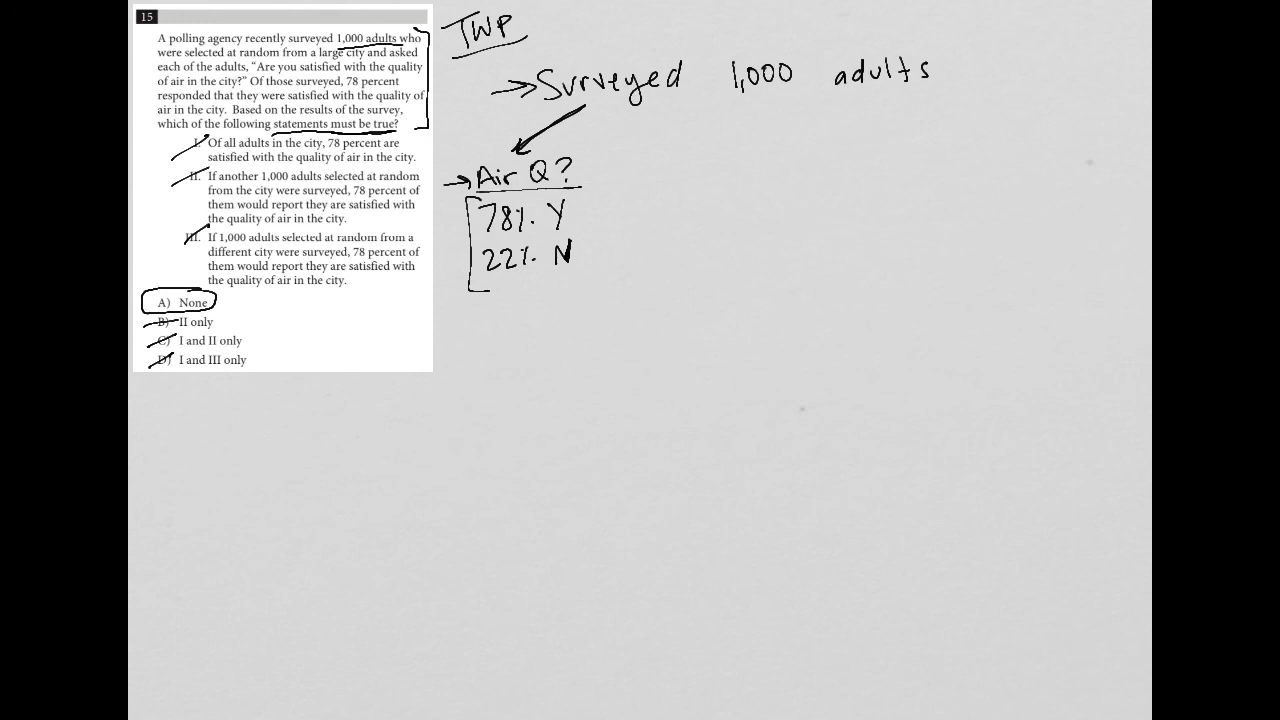 15
A polling agency recently surveyed 1,000 adults who
were selected at random from a large city and asked
each of the adults, “Are you satisfied with the quality
of air in the city?” Of those surveyed, 78 percent
responded that they were satisfied with the quality of
air in the city. Based on the results of the survey,
which of the following statements must be true?
I. Of all adults in the city, 78 percent are
satisfied with the quality of air in the city.
II. If another 1,000 adults selected at random
from the city were surveyed, 78 percent of
them would report they are satisfied with
the quality of air in the city.
III. If 1,000 adults selected at random from a
different city were surveyed, 78 percent of
them would report they are satisfied with
the quality of air in the city.
A) None
B) II only
C) I and II only
D) I and III only
TWP
→ Surveyed 1,000 adults
→ Air Q?
78% Y
22% N